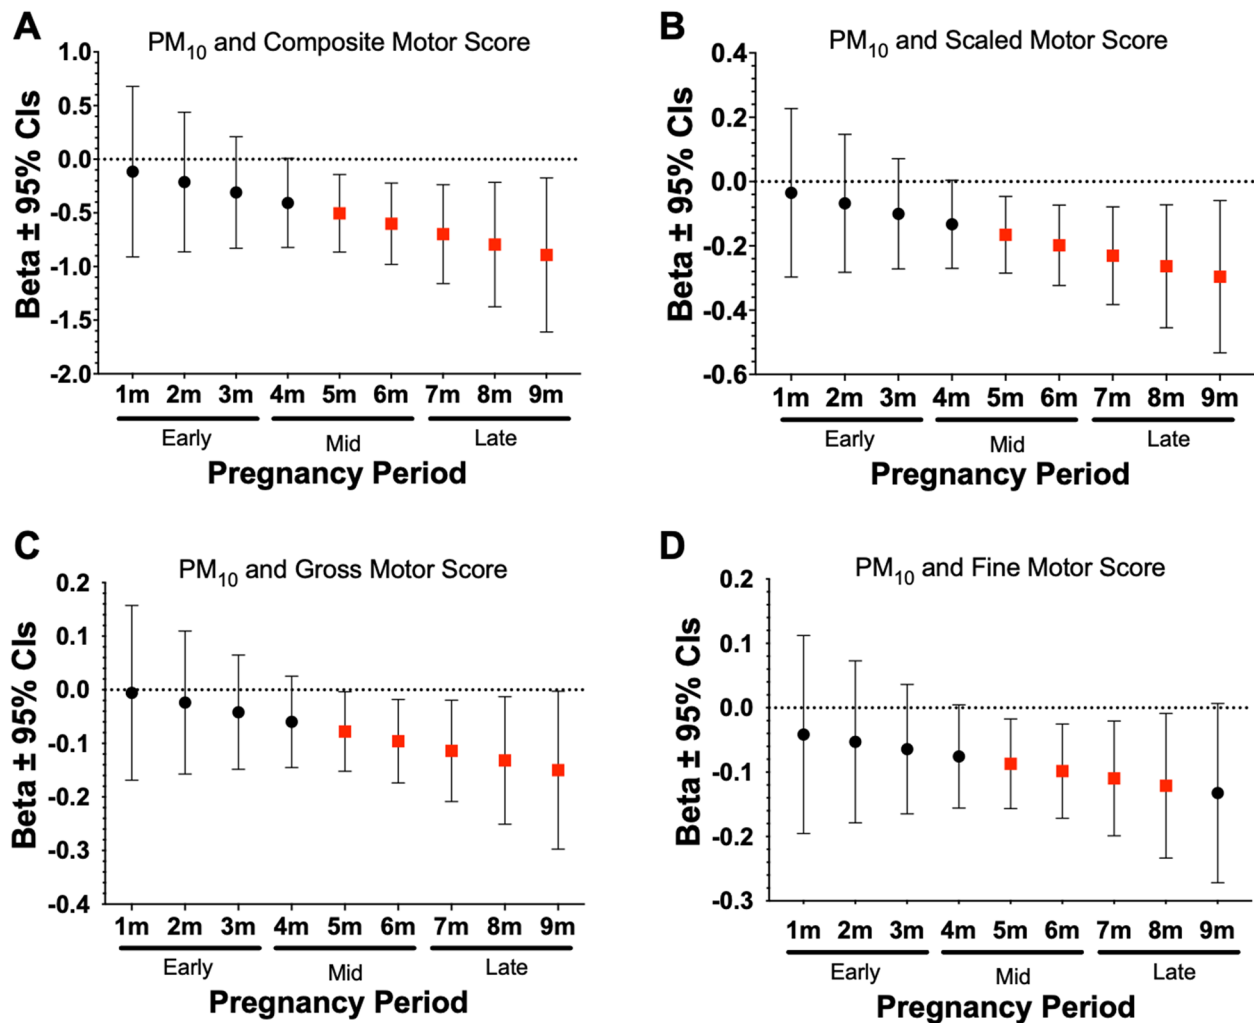 A
PM10 and Composite Motor Score
Beta ± 95% CIs
1.0
0.5
0.0
-0.5
-1.0
-1.5
-2.0
1m 2m 3m 4m 5m 6m 7m 8m 9m
Early Mid Late
Pregnancy Period
B
PM10 and Scaled Motor Score
Beta ± 95% CIs
0.4
0.2
0.0
-0.2
-0.4
-0.6
1m 2m 3m 4m 5m 6m 7m 8m 9m
Early Mid Late
Pregnancy Period
C
PM10 and Gross Motor Score
Beta ± 95% CIs
0.2
0.1
0.0
-0.1
-0.2
-0.3
-0.4
1m 2m 3m 4m 5m 6m 7m 8m 9m
Early Mid Late
Pregnancy Period
D
PM10 and Fine Motor Score
Beta ± 95% CIs
0.2
0.1
0.0
-0.1
-0.2
-0.3
1m 2m 3m 4m 5m 6m 7m 8m 9m
Early Mid Late
Pregnancy Period